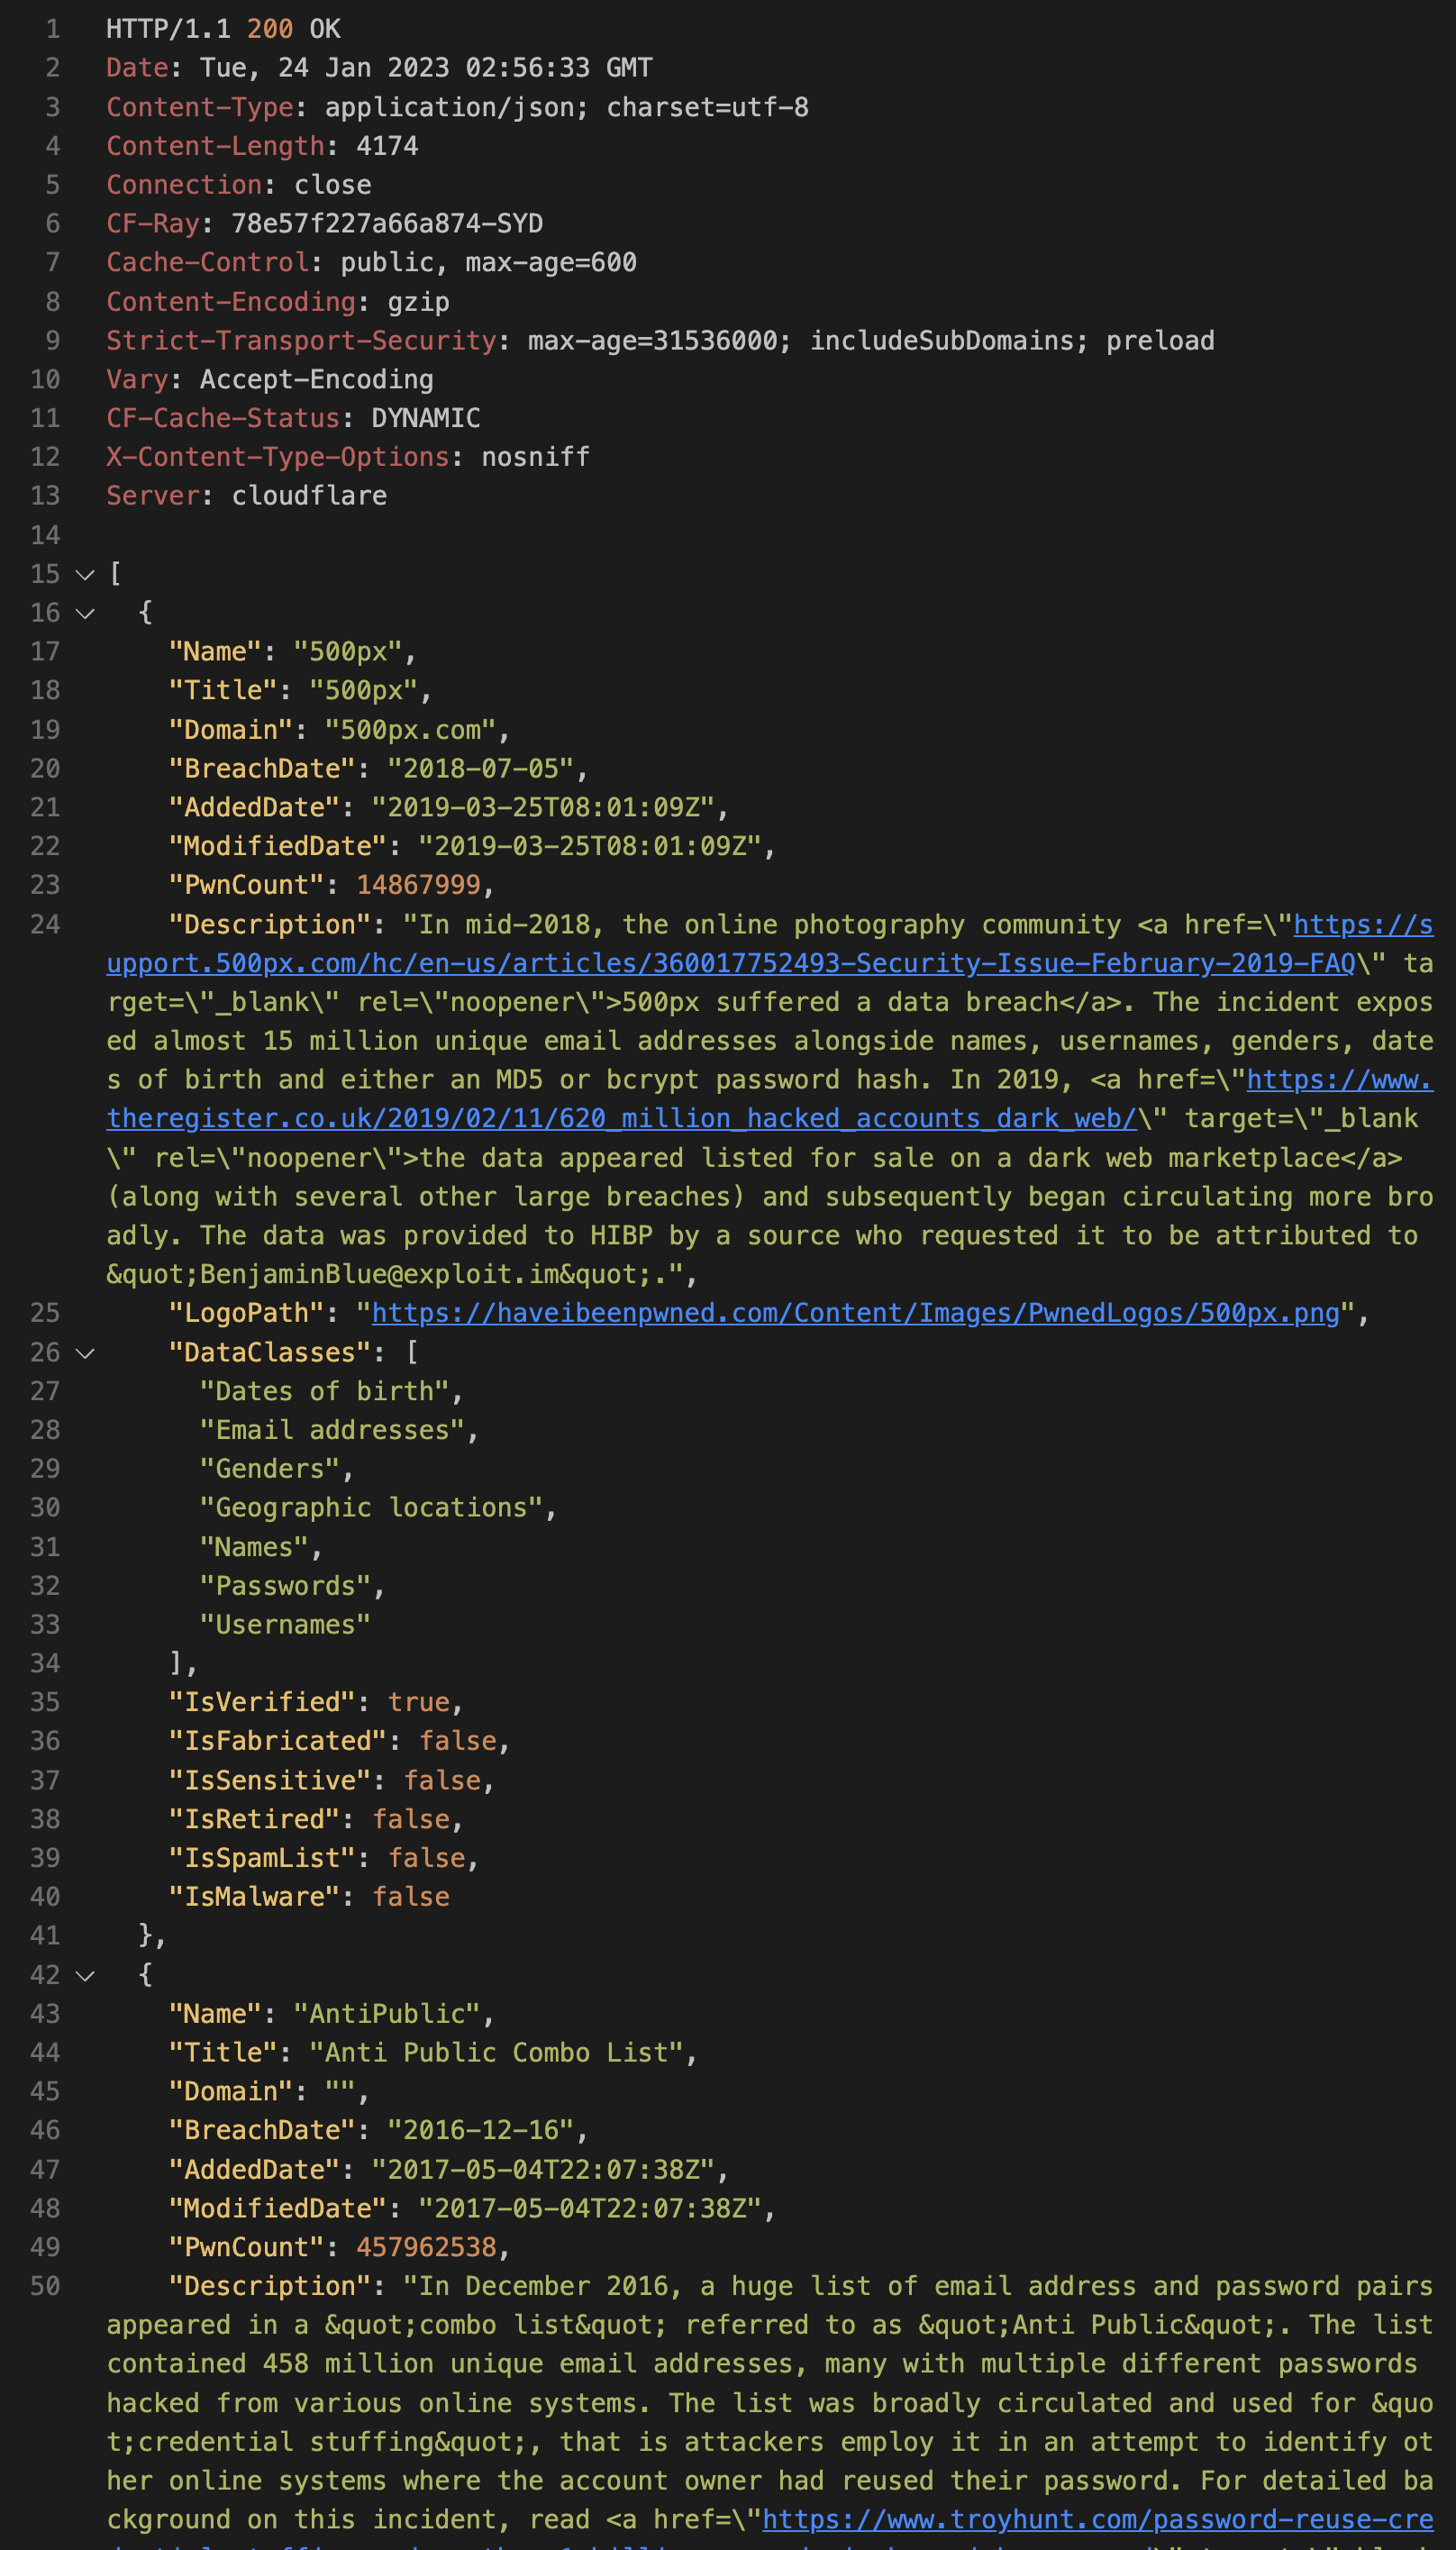 1 HTTP/1.1 200 OK
2 Date: Tue, 24 Jan 2023 02:56:33 GMT
3 Content-Type: application/json; charset=utf-8
4 Content-Length: 4174
5 Connection: close
6 CF-Ray: 78e57f227a66a874-SYD
7 Cache-Control: public, max-age=600
8 Content-Encoding: gzip
9 Strict-Transport-Security: max-age=31536000; includeSubDomains; preload
10 Vary: Accept-Encoding
11 CF-Cache-Status: DYNAMIC
12 X-Content-Type-Options: nosniff
13 Server: cloudflare
14
15 [
16 {
17 "Name": "500px",
18 "Title": "500px",
19 "Domain": "500px.com",
20 "BreachDate": "2018-07-05",
21 "AddedDate": "2019-03-25T08:01:09Z",
22 "ModifiedDate": "2019-03-25T08:01:09Z",
23 "PwnCount": 14867999,
24 "Description": "In mid-2018, the online photography community <a href=\"https://s
upport.500px.com/hc/en-us/articles/360017752493-Security-Issue-February-2019-FAQ\" ta
rget=\"_blank\" rel=\"noopener\">500px suffered a data breach</a>. The incident expos
ed almost 15 million unique email addresses alongside names, usernames, genders, date
s of birth and either an MD5 or bcrypt password hash. In 2019, <a href=\"https://www.
theregister.co.uk/2019/02/11/620_million_hacked_accounts_dark_web/\" target=\"_blank
\" rel=\"noopener\">the data appeared listed for sale on a dark web marketplace</a>
(along with several other large breaches) and subsequently began circulating more bro
adly. The data was provided to HIBP by a source who requested it to be attributed to
&quot;BenjaminBlue@exploit.im&quot;.",
25 "LogoPath": "https://haveibeenpwned.com/Content/Images/PwnedLogos/500px.png",
26 "DataClasses": [
27 "Dates of birth",
28 "Email addresses",
29 "Genders",
30 "Geographic locations",
31 "Names",
32 "Passwords",
33 "Usernames"
34 ],
35 "IsVerified": true,
36 "IsFabricated": false,
37 "IsSensitive": false,
38 "IsRetired": false,
39 "IsSpamList": false,
40 "IsMalware": false
41 },
42 {
43 "Name": "AntiPublic",
44 "Title": "Anti Public Combo List",
45 "Domain": "",
46 "BreachDate": "2016-12-16",
47 "AddedDate": "2017-05-04T22:07:38Z",
48 "ModifiedDate": "2017-05-04T22:07:38Z",
49 "PwnCount": 457962538,
50 "Description": "In December 2016, a huge list of email address and password pairs
appeared in a &quot;combo list&quot; referred to as &quot;Anti Public&quot;. The list
contained 458 million unique email addresses, many with multiple different passwords
hacked from various online systems. The list was broadly circulated and used for &quo
t;credential stuffing&quot;, that is attackers employ it in an attempt to identify ot
her online systems where the account owner had reused their password. For detailed ba
ckground on this incident, read <a href=\"https://www.troyhunt.com/password-reuse-cre